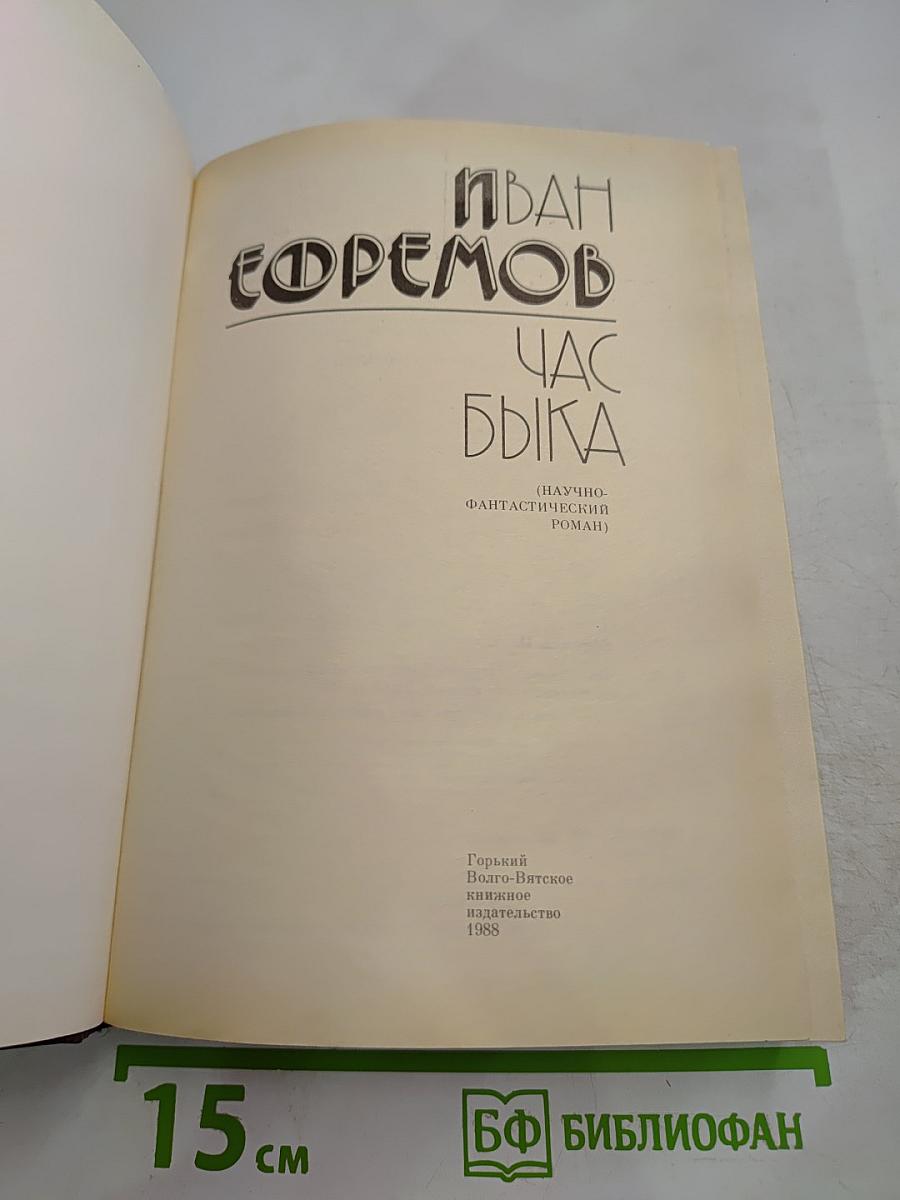 ИВАН
ЕФРЕМОВ
ЧАС
БЫКА
(НАУЧНО-
ФАНТАСТИЧЕСКИЙ
РОМАН)
Горький
Волго-Вятское
книжное
издательство
1988
15 см
БФ БИБЛИОФАН